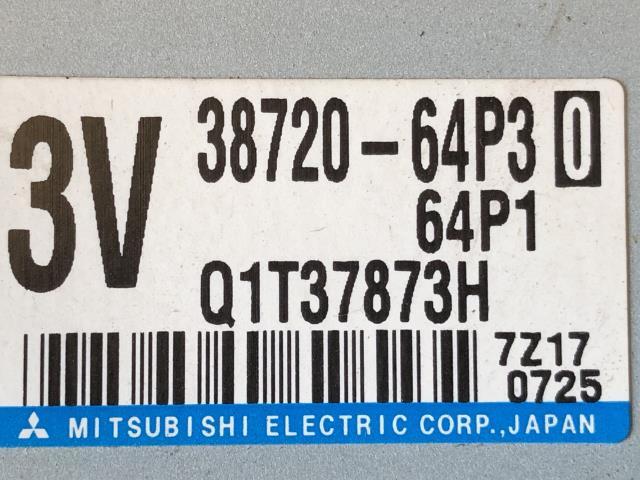 3V
38720-64P3 0
64P1
Q1T37873H
7Z17
0725
MITSUBISHI ELECTRIC CORP.,JAPAN